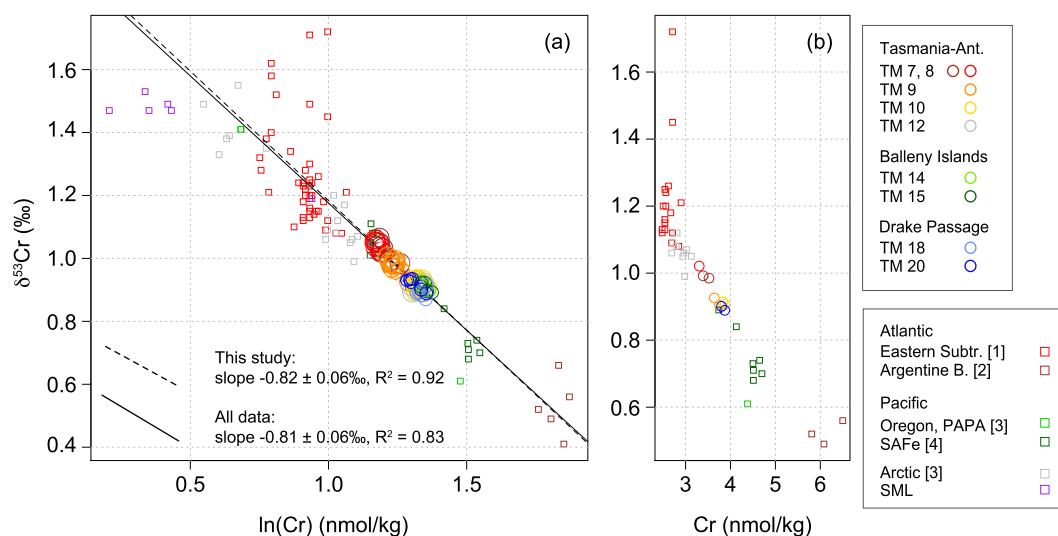 (a)
1.6
1.4
1.2
1.0
0.8
0.6
0.4
δ⁵³Cr (‰)
This study:
slope -0.82 ± 0.06‰, R² = 0.92
All data:
slope -0.81 ± 0.06‰, R² = 0.83
0.5
1.0
1.5
ln(Cr) (nmol/kg)
(b)
1.6
1.4
1.2
1.0
0.8
0.6
3
4
5
6
Cr (nmol/kg)
Tasmania-Ant.
TM 7, 8
TM 9
TM 10
TM 12
Balleny Islands
TM 14
TM 15
Drake Passage
TM 18
TM 20
Atlantic
Eastern Subtr. [1]
Argentine B. [2]
Pacific
Oregon, PAPA [3]
SAFe [4]
Arctic [3]
SML